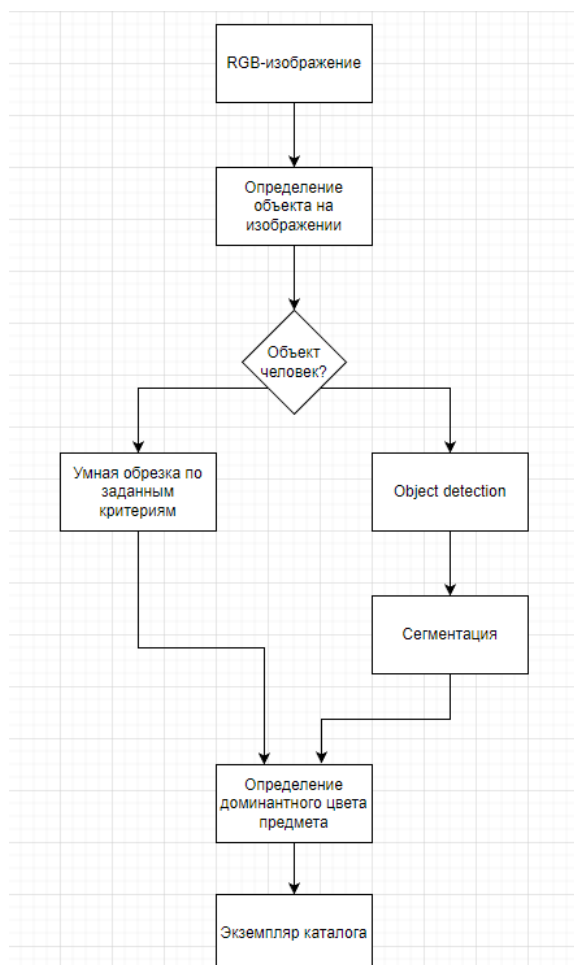 RGB-изображение
Определение
объекта на
изображении
Объект
человек?
Умная обрезка по
заданным
критериям
Object detection
Сегментация
Определение
доминантного цвета
предмета
Экземпляр каталога